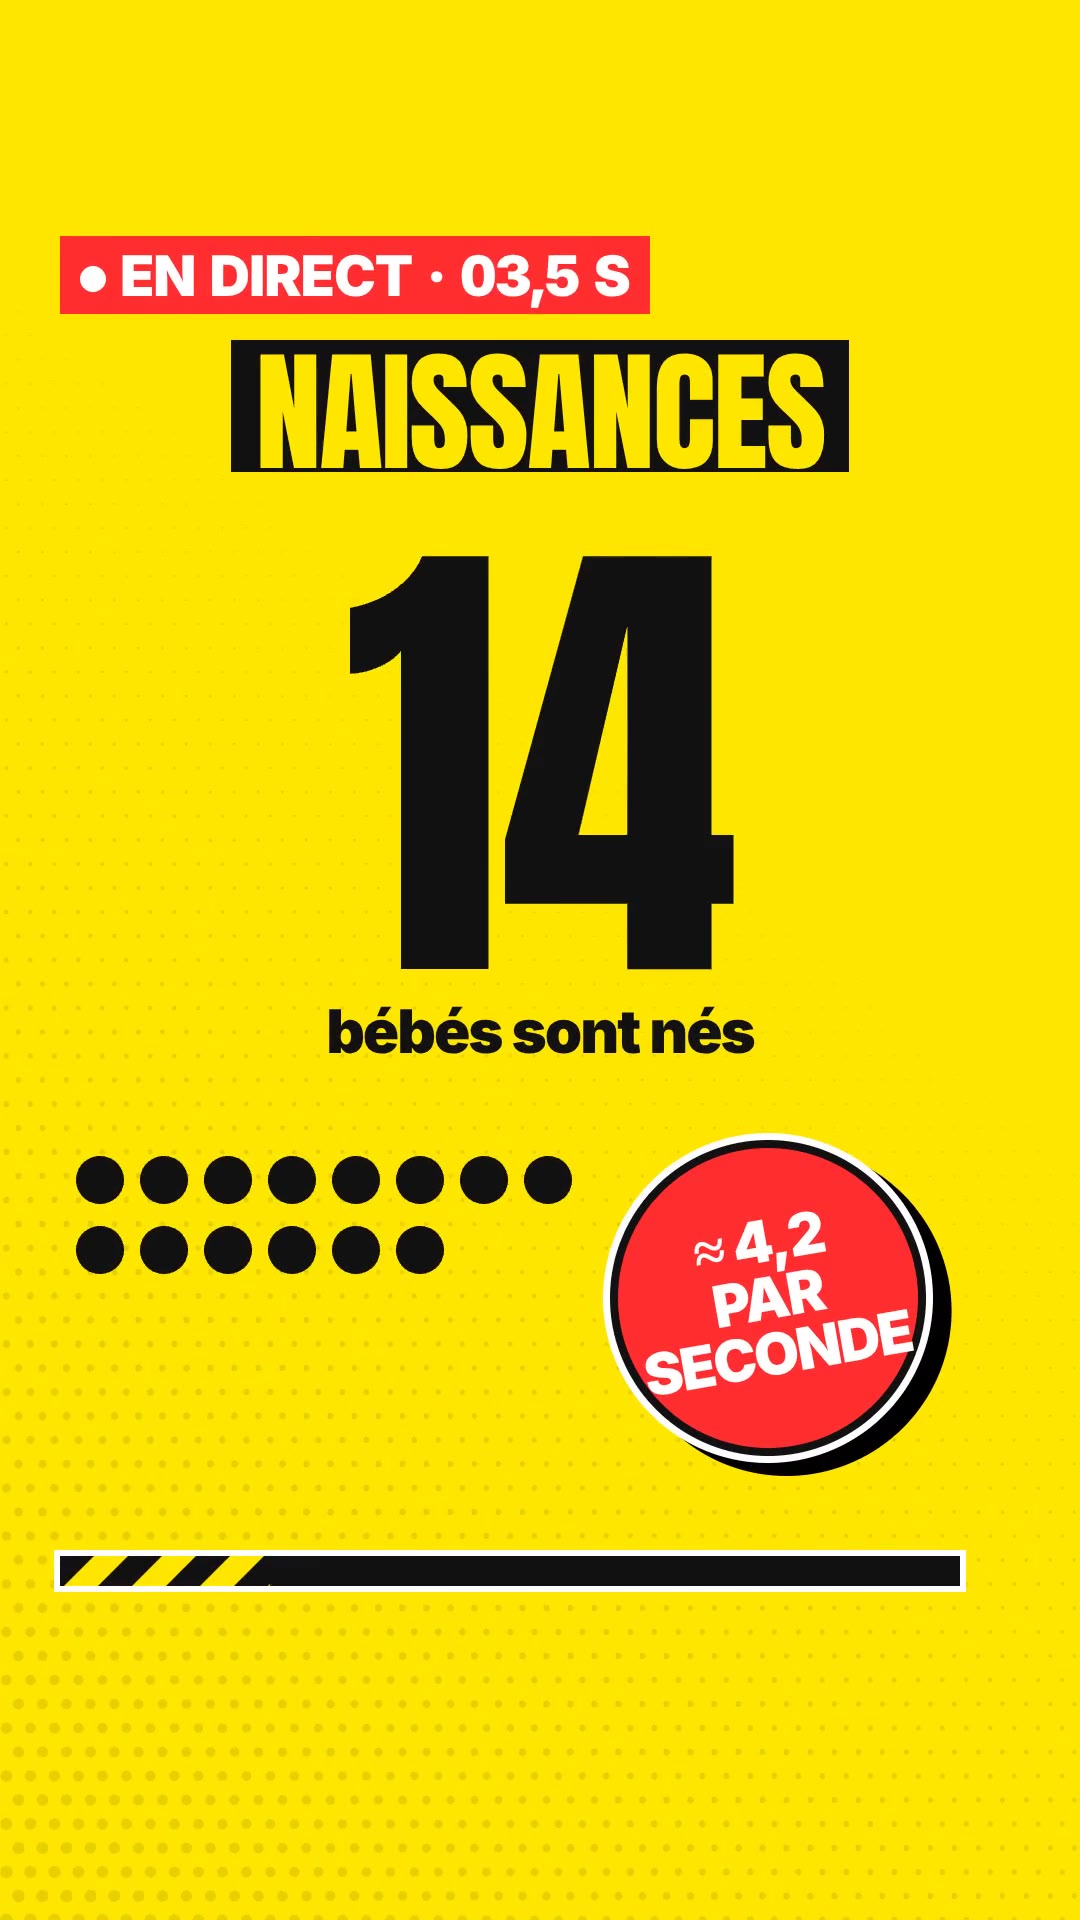 ● EN DIRECT · 03,5 S
NAISSANCES
14
bébés sont nés
≈ 4,2
PAR
SECONDE